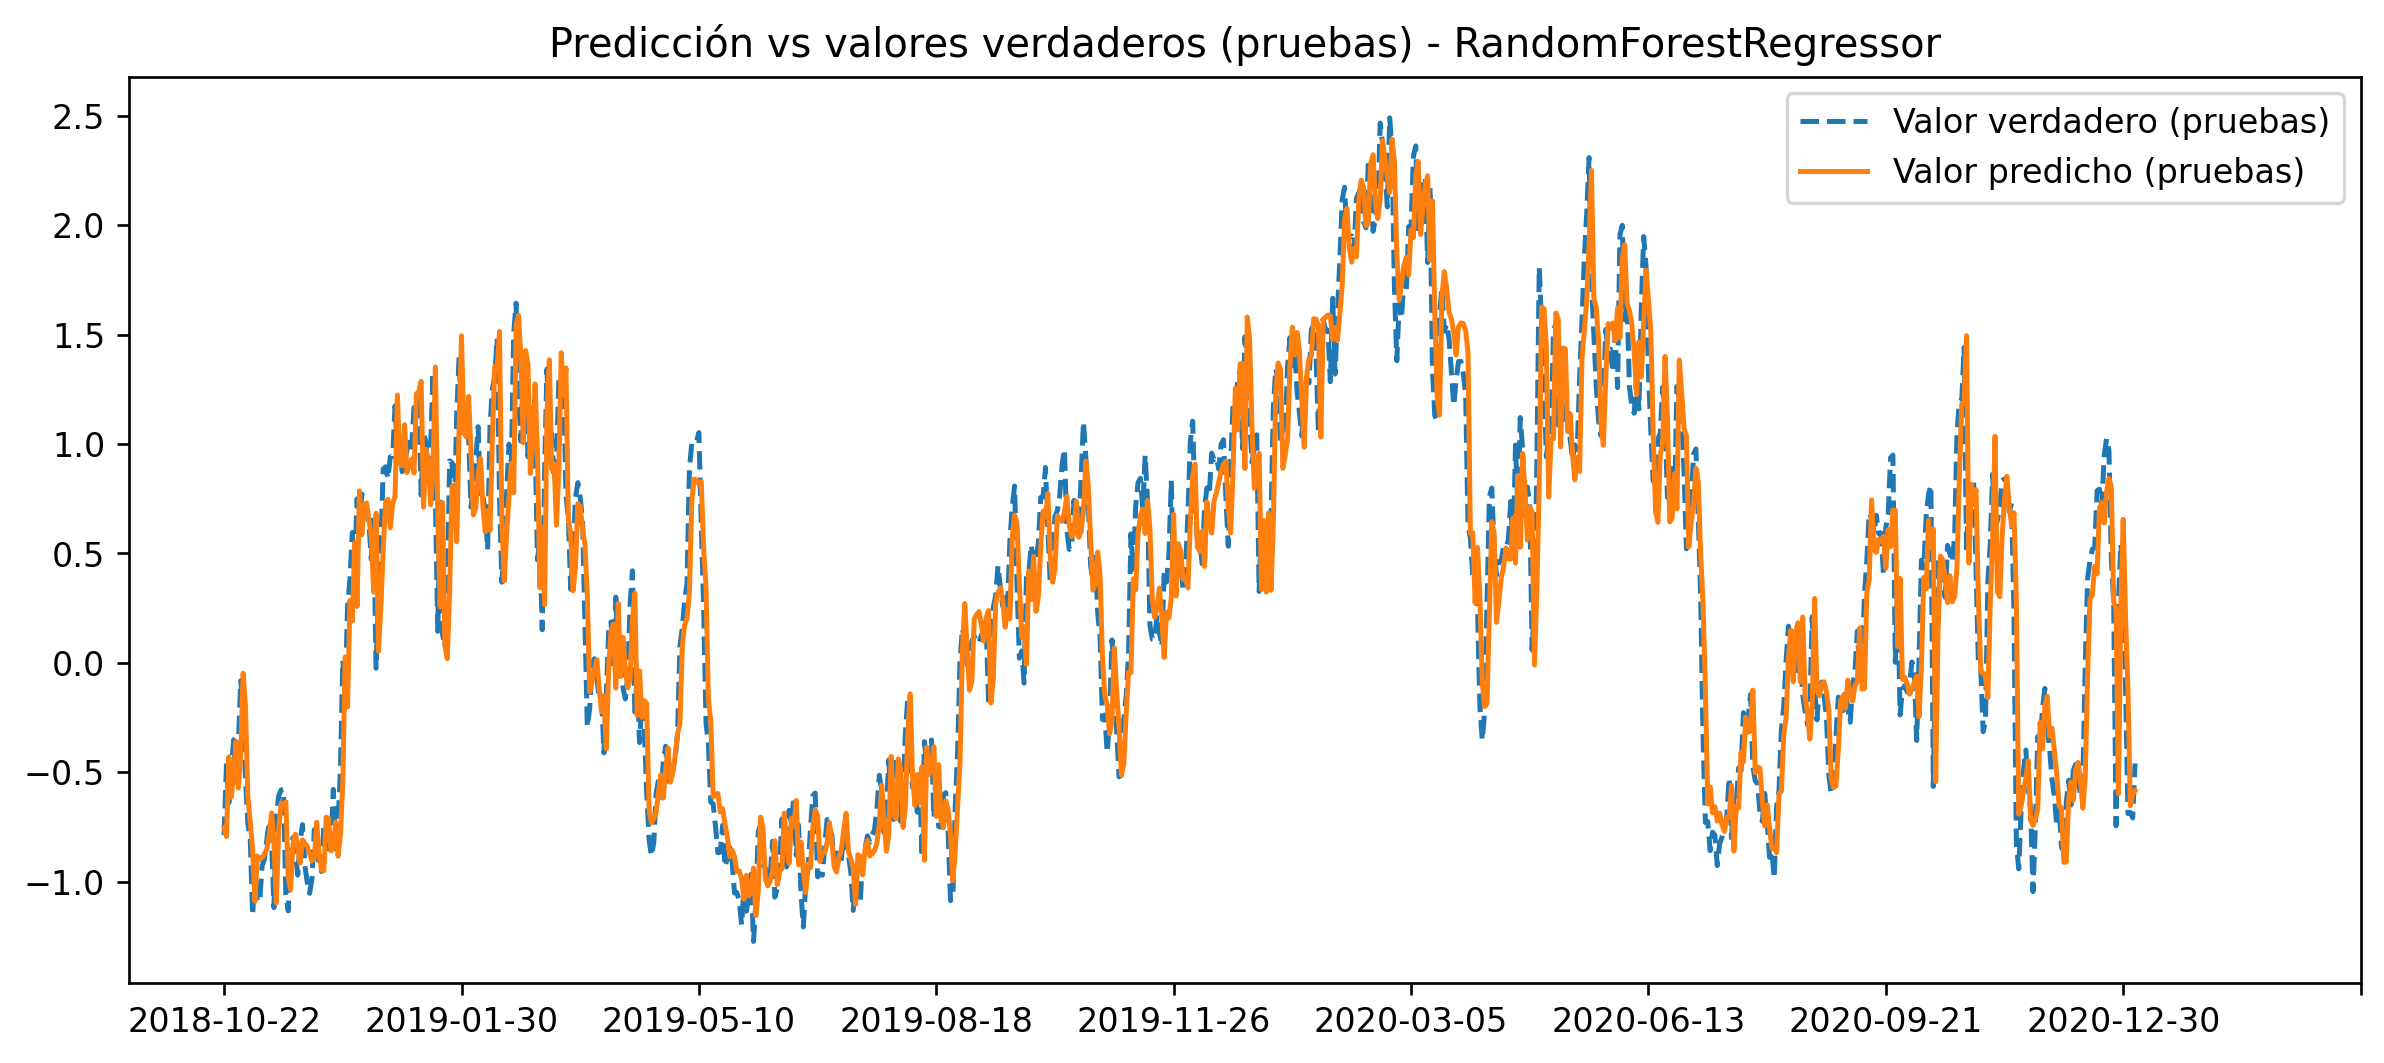 Predicción vs valores verdaderos (pruebas) - RandomForestRegressor
Valor verdadero (pruebas)
Valor predicho (pruebas)
2.5
2.0
1.5
1.0
0.5
0.0
−0.5
−1.0
2018-10-22 2019-01-30 2019-05-10 2019-08-18 2019-11-26 2020-03-05 2020-06-13 2020-09-21 2020-12-30